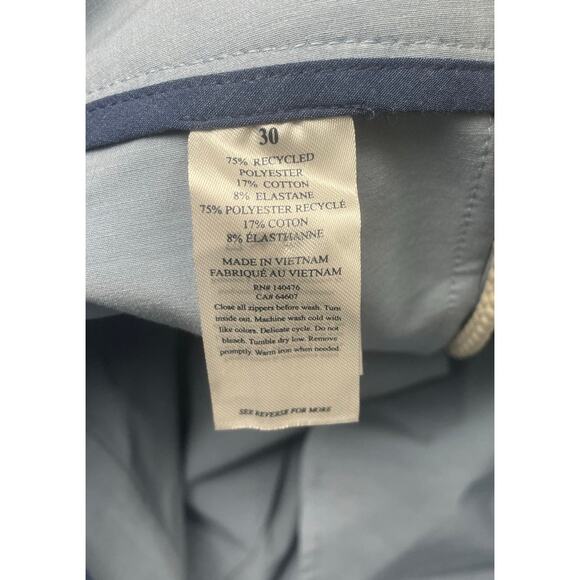 30
75% RECYCLED
POLYESTER
17% COTTON
8% ELASTANE
75% POLYESTER RECYCLÉ
17% COTON
8% ÉLASTHANNE
MADE IN VIETNAM
FABRIQUÉ AU VIETNAM
RN# 140476
CA# 64607
Close all zippers before wash. Turn
inside out. Machine wash cold with
like colors. Delicate cycle. Do not
bleach. Tumble dry low. Remove
promptly. Warm iron when needed.
SEE REVERSE FOR MORE